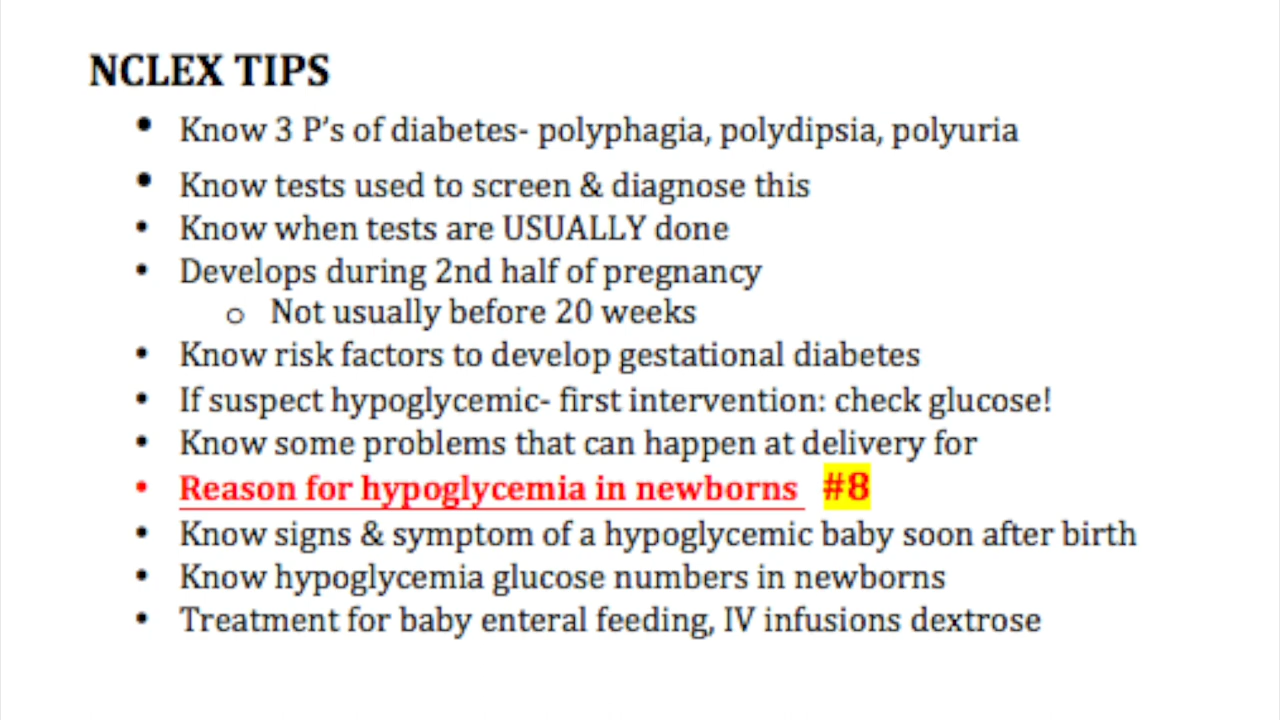 NCLEX TIPS
• Know 3 P’s of diabetes- polyphagia, polydipsia, polyuria
• Know tests used to screen & diagnose this
• Know when tests are USUALLY done
• Develops during 2nd half of pregnancy
o Not usually before 20 weeks
• Know risk factors to develop gestational diabetes
• If suspect hypoglycemic- first intervention: check glucose!
• Know some problems that can happen at delivery for
• Reason for hypoglycemia in newborns #8
• Know signs & symptom of a hypoglycemic baby soon after birth
• Know hypoglycemia glucose numbers in newborns
• Treatment for baby enteral feeding, IV infusions dextrose